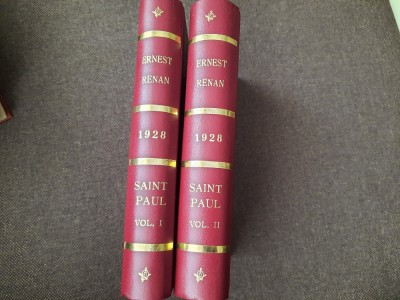 ERNEST
RENAN
1928
SAINT
PAUL
VOL. I
ERNEST
RENAN
1928
SAINT
PAUL
VOL. II